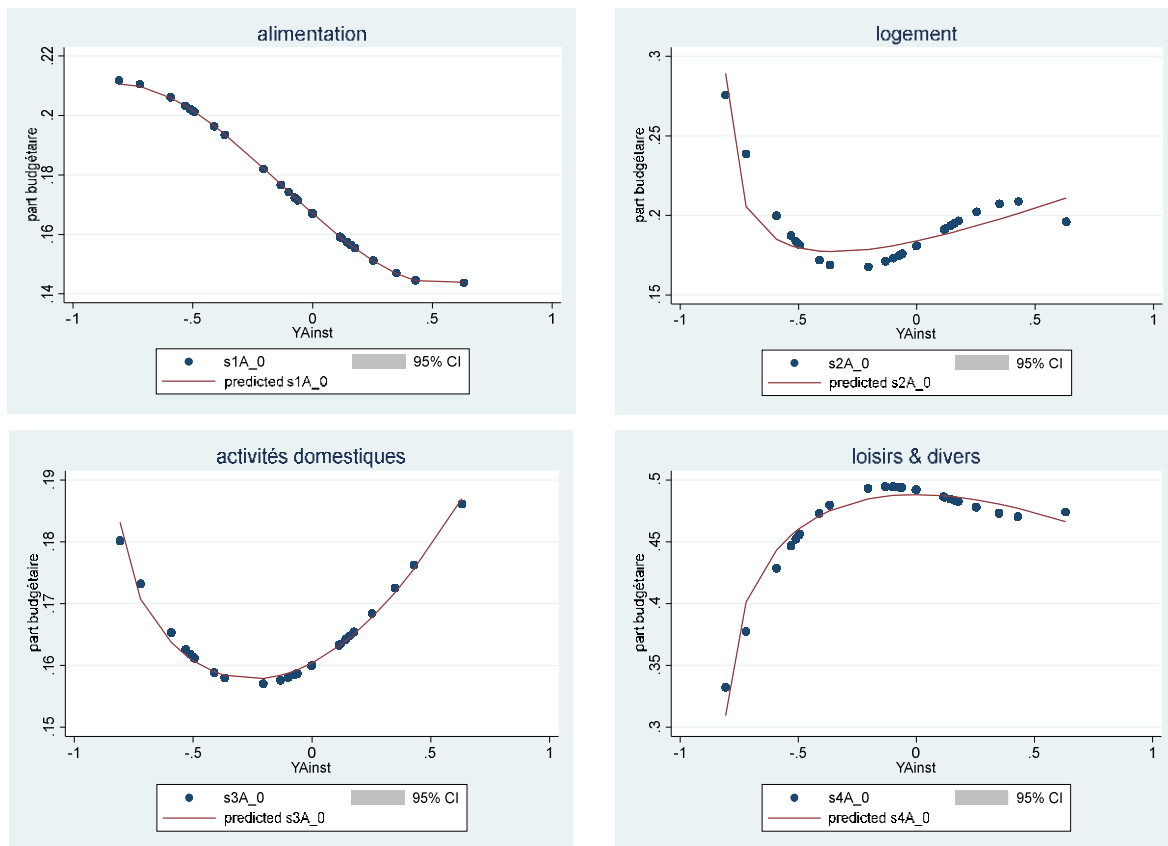 alimentation
part budgétaire
.22
.2
.18
.16
.14
-1 -.5 0 .5 1
YAinst
s1A_0 95% CI
predicted s1A_0
logement
part budgétaire
.3
.25
.2
.15
-1 -.5 0 .5 1
YAinst
s2A_0 95% CI
predicted s2A_0
activités domestiques
part budgétaire
.19
.18
.17
.16
.15
-1 -.5 0 .5 1
YAinst
s3A_0 95% CI
predicted s3A_0
loisirs & divers
part budgétaire
.5
.45
.4
.35
.3
-1 -.5 0 .5 1
YAinst
s4A_0 95% CI
predicted s4A_0